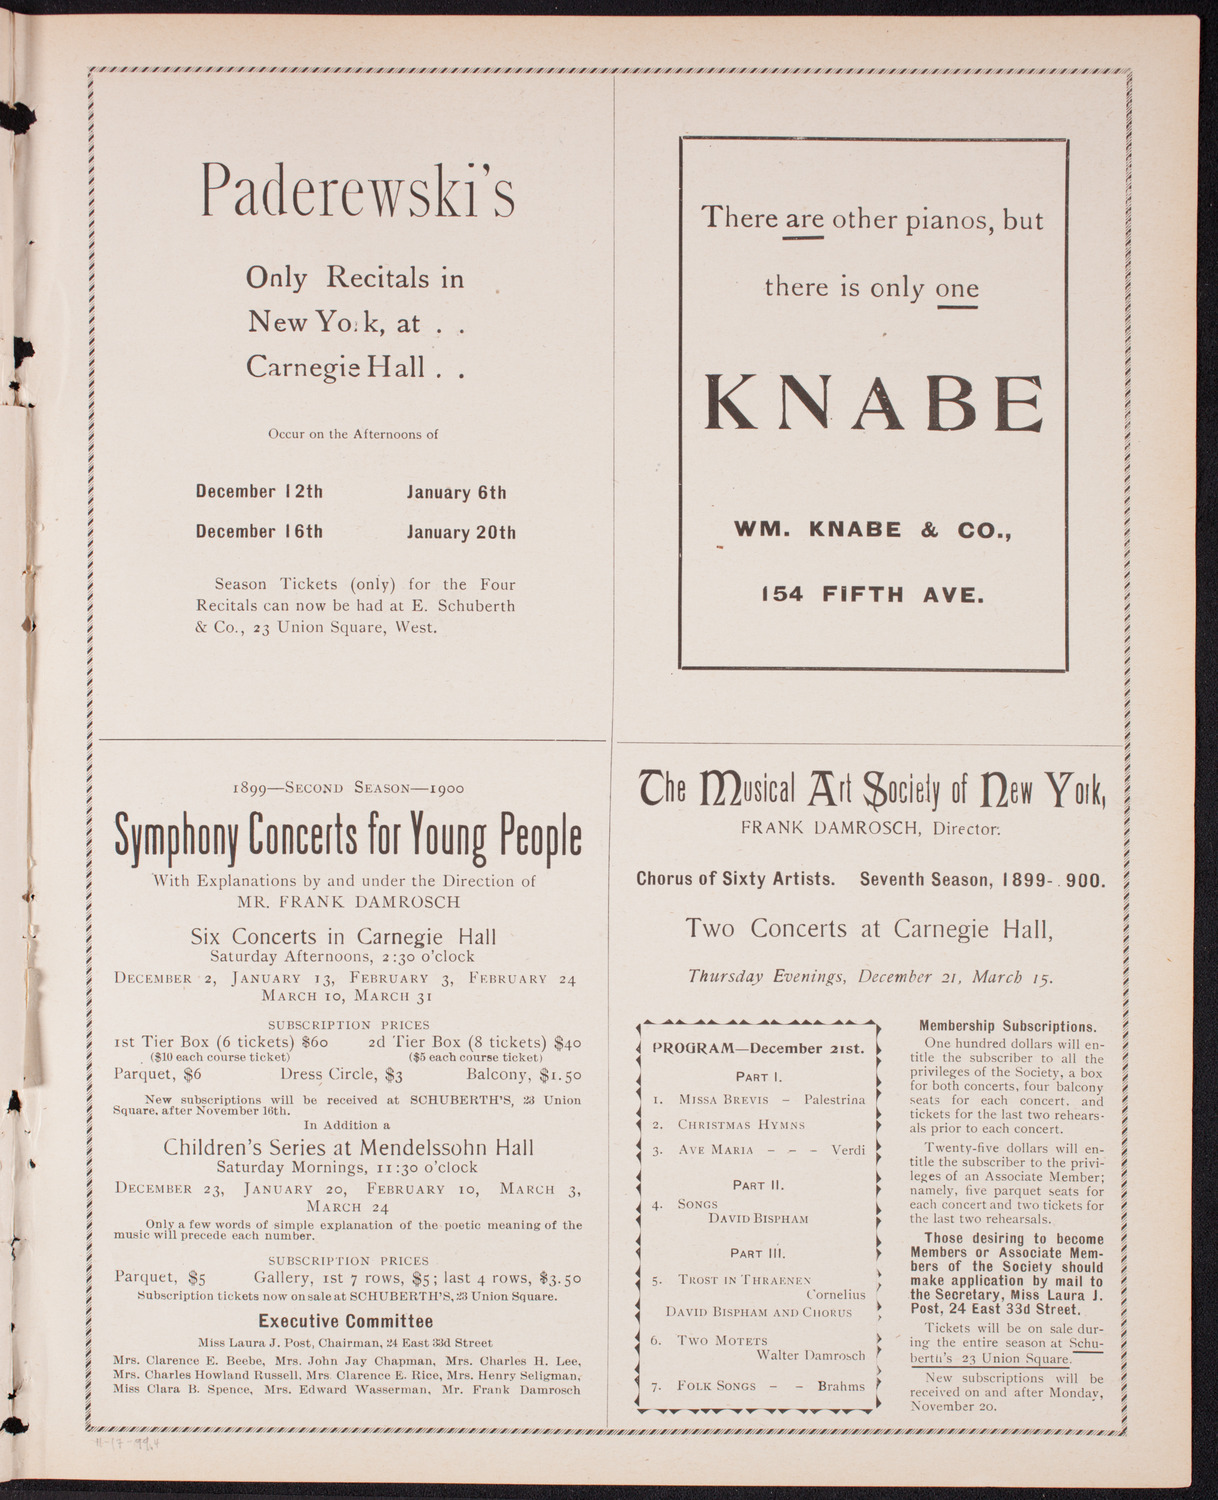 Paderewski's
Only Recitals in
New York, at . .
Carnegie Hall . .
Occur on the Afternoons of
December 12th January 6th
December 16th January 20th
Season Tickets (only) for the Four
Recitals can now be had at E. Schuberth
& Co., 23 Union Square, West.
There are other pianos, but
there is only one
KNABE
WM. KNABE & CO.,
154 FIFTH AVE.
1899—SECOND SEASON—1900
Symphony Concerts for Young People
With Explanations by and under the Direction of
MR. FRANK DAMROSCH
Six Concerts in Carnegie Hall
Saturday Afternoons, 2:30 o'clock
DECEMBER 2, JANUARY 13, FEBRUARY 3, FEBRUARY 24
MARCH 10, MARCH 31
SUBSCRIPTION PRICES
1st Tier Box (6 tickets) $60 2d Tier Box (8 tickets) $40
($10 each course ticket) ($5 each course ticket)
Parquet, $6 Dress Circle, $3 Balcony, $1.50
New subscriptions will be received at SCHUBERTH'S, 23 Union
Square, after November 16th.
In Addition a
Children's Series at Mendelssohn Hall
Saturday Mornings, 11:30 o'clock
DECEMBER 23, JANUARY 20, FEBRUARY 10, MARCH 3,
MARCH 24
Only a few words of simple explanation of the poetic meaning of the
music will precede each number.
SUBSCRIPTION PRICES
Parquet, $5 Gallery, 1st 7 rows, $5; last 4 rows, $3.50
Subscription tickets now on sale at SCHUBERTH'S, 23 Union Square.
Executive Committee
Miss Laura J. Post, Chairman, 24 East 33d Street
Mrs. Clarence E. Beebe, Mrs. John Jay Chapman, Mrs. Charles H. Lee,
Mrs. Charles Howland Russell, Mrs. Clarence E. Rice, Mrs. Henry Seligman,
Miss Clara B. Spence, Mrs. Edward Wasserman, Mr. Frank Damrosch
The Musical Art Society of New York,
FRANK DAMROSCH, Director.
Chorus of Sixty Artists. Seventh Season, 1899-1900.
Two Concerts at Carnegie Hall,
Thursday Evenings, December 21, March 15.
PROGRAM—December 21st.
PART I.
1. MISSA BREVIS – Palestrina
2. CHRISTMAS HYMNS
3. AVE MARIA – – – Verdi
PART II.
4. SONGS
DAVID BISPHAM
PART III.
5. TROST IN THRAENEN
Cornelius
DAVID BISPHAM AND CHORUS
6. TWO MOTETS
Walter Damrosch
7. FOLK SONGS – – Brahms
Membership Subscriptions.
One hundred dollars will en-
title the subscriber to all the
privileges of the Society, a box
for both concerts, four balcony
seats for each concert, and
tickets for the last two rehears-
als prior to each concert.
Twenty-five dollars will en-
title the subscriber to the privi-
leges of an Associate Member;
namely, five parquet seats for
each concert and two tickets for
the last two rehearsals.
Those desiring to become
Members or Associate Mem-
bers of the Society should
make application by mail to
the Secretary, Miss Laura J.
Post, 24 East 33d Street.
Tickets will be on sale dur-
ing the entire season at Schu-
berth's 23 Union Square.
New subscriptions will be
received on and after Monday,
November 20.
11-17-99.4